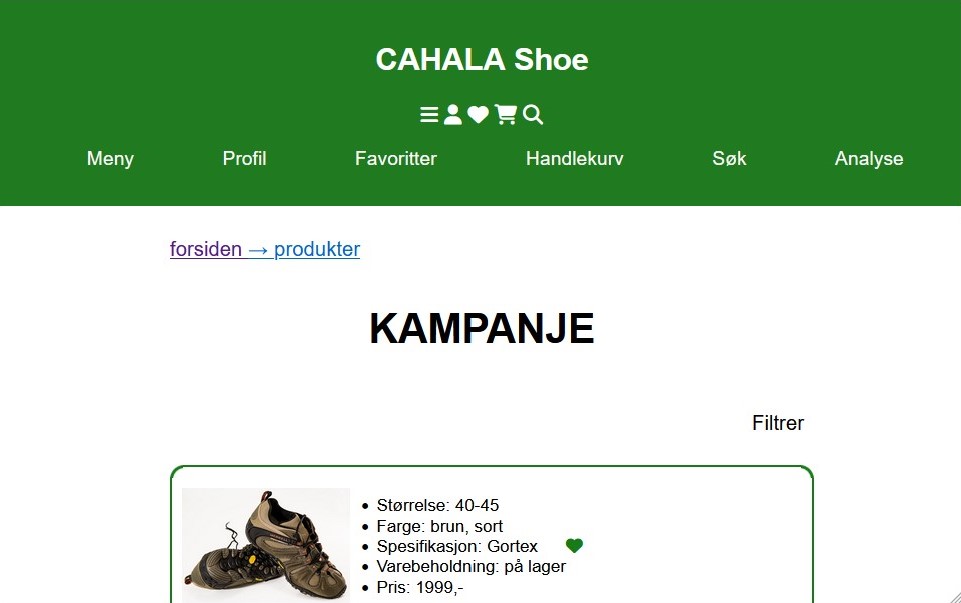 CAHALA Shoe
Meny Profil Favoritter Handlekurv Søk Analyse
forsiden → produkter
KAMPANJE
Filtrer
• Størrelse: 40-45
• Farge: brun, sort
• Spesifikasjon: Gortex
• Varebeholdning: på lager
• Pris: 1999,-